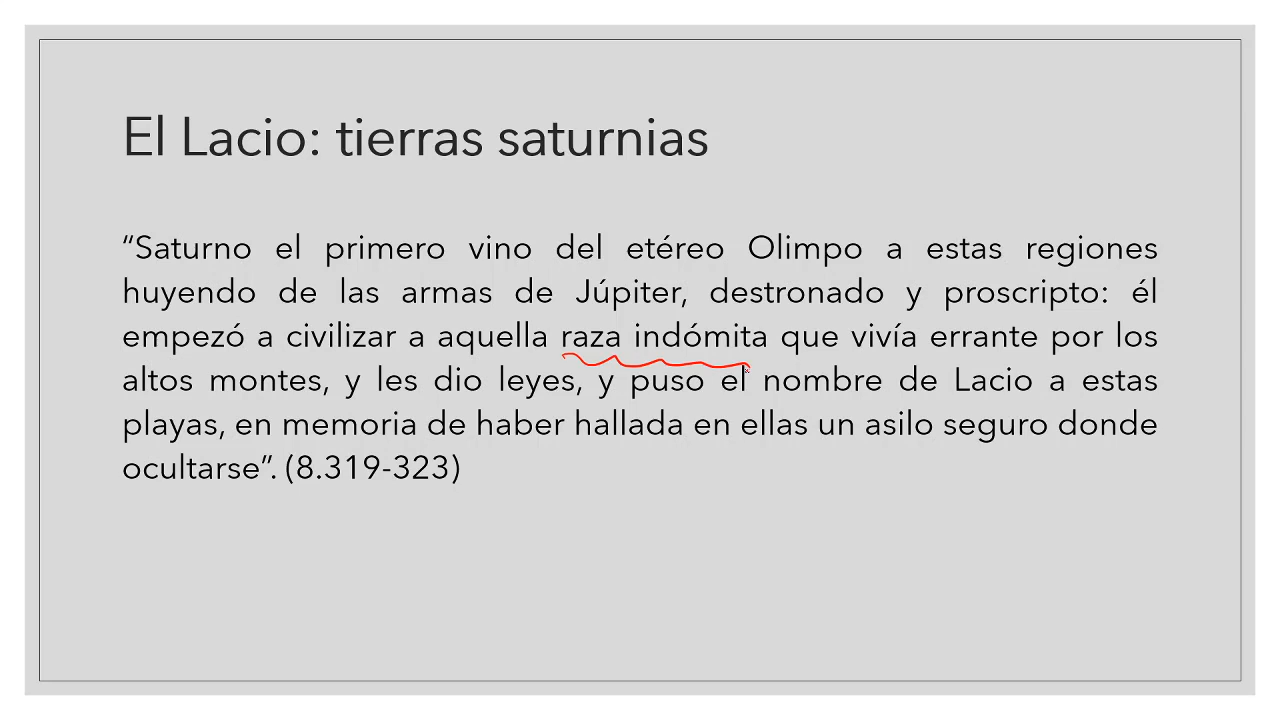 El Lacio: tierras saturnias
“Saturno el primero vino del etéreo Olimpo a estas regiones
huyendo de las armas de Júpiter, destronado y proscripto: él
empezó a civilizar a aquella raza indómita que vivía errante por los
altos montes, y les dio leyes, y puso el nombre de Lacio a estas
playas, en memoria de haber hallada en ellas un asilo seguro donde
ocultarse”. (8.319-323)